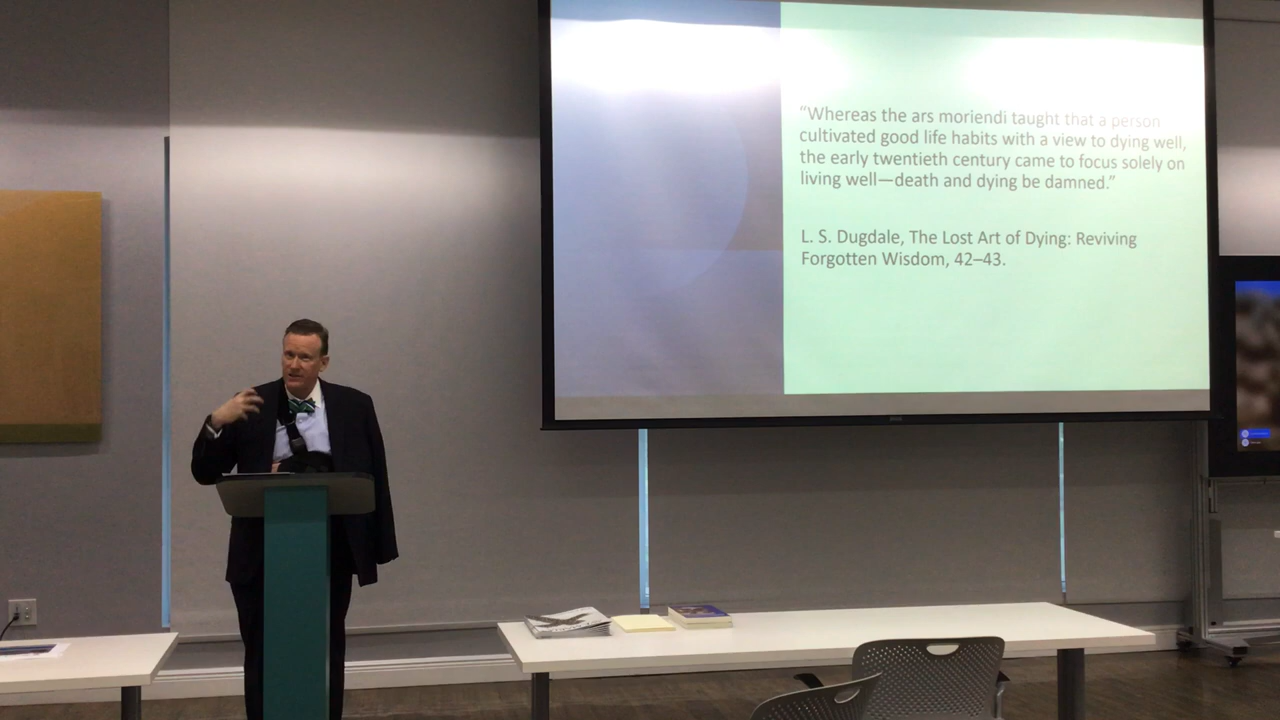 “Whereas the ars moriendi taught that a person
cultivated good life habits with a view to dying well,
the early twentieth century came to focus solely on
living well—death and dying be damned.”
L. S. Dugdale, The Lost Art of Dying: Reviving
Forgotten Wisdom, 42–43.